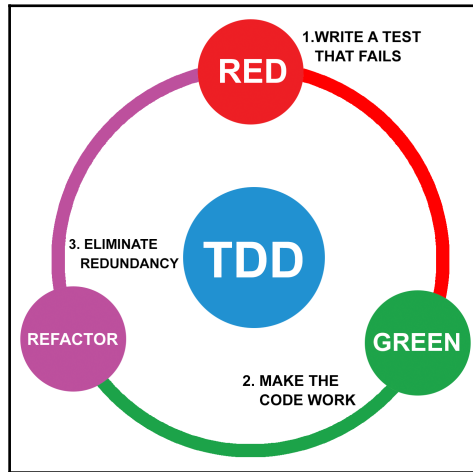 RED
1.WRITE A TEST
THAT FAILS
3. ELIMINATE
REDUNDANCY
TDD
REFACTOR
GREEN
2. MAKE THE
CODE WORK